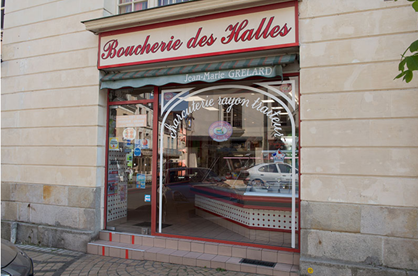 Boucherie des Halles
Jean-Marie GRELARD
charcuterie rayon traiteur